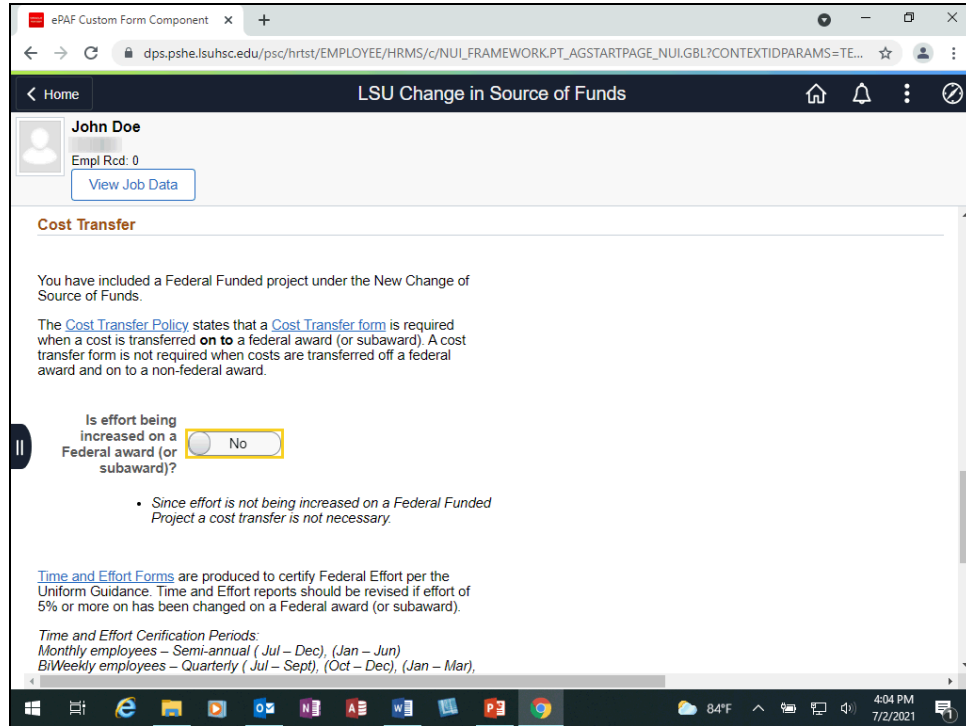 ePAF Custom Form Component
dps.pshe.lsuhsc.edu/psc/hrtst/EMPLOYEE/HRMS/c/NUI_FRAMEWORK.PT_AGSTARTPAGE_NUI.GBL?CONTEXTIDPARAMS=TE...
Home
LSU Change in Source of Funds
John Doe
Empl Rcd: 0
View Job Data
Cost Transfer
You have included a Federal Funded project under the New Change of
Source of Funds.
The Cost Transfer Policy states that a Cost Transfer form is required
when a cost is transferred on to a federal award (or subaward). A cost
transfer form is not required when costs are transferred off a federal
award and on to a non-federal award.
Is effort being
increased on a
Federal award (or
subaward)?
No
• Since effort is not being increased on a Federal Funded
Project a cost transfer is not necessary.
Time and Effort Forms are produced to certify Federal Effort per the
Uniform Guidance. Time and Effort reports should be revised if effort of
5% or more on has been changed on a Federal award (or subaward).
Time and Effort Cerification Periods:
Monthly employees – Semi-annual ( Jul – Dec), (Jan – Jun)
BiWeekly employees – Quarterly ( Jul – Sept), (Oct – Dec), (Jan – Mar),
84°F
4:04 PM
7/2/2021